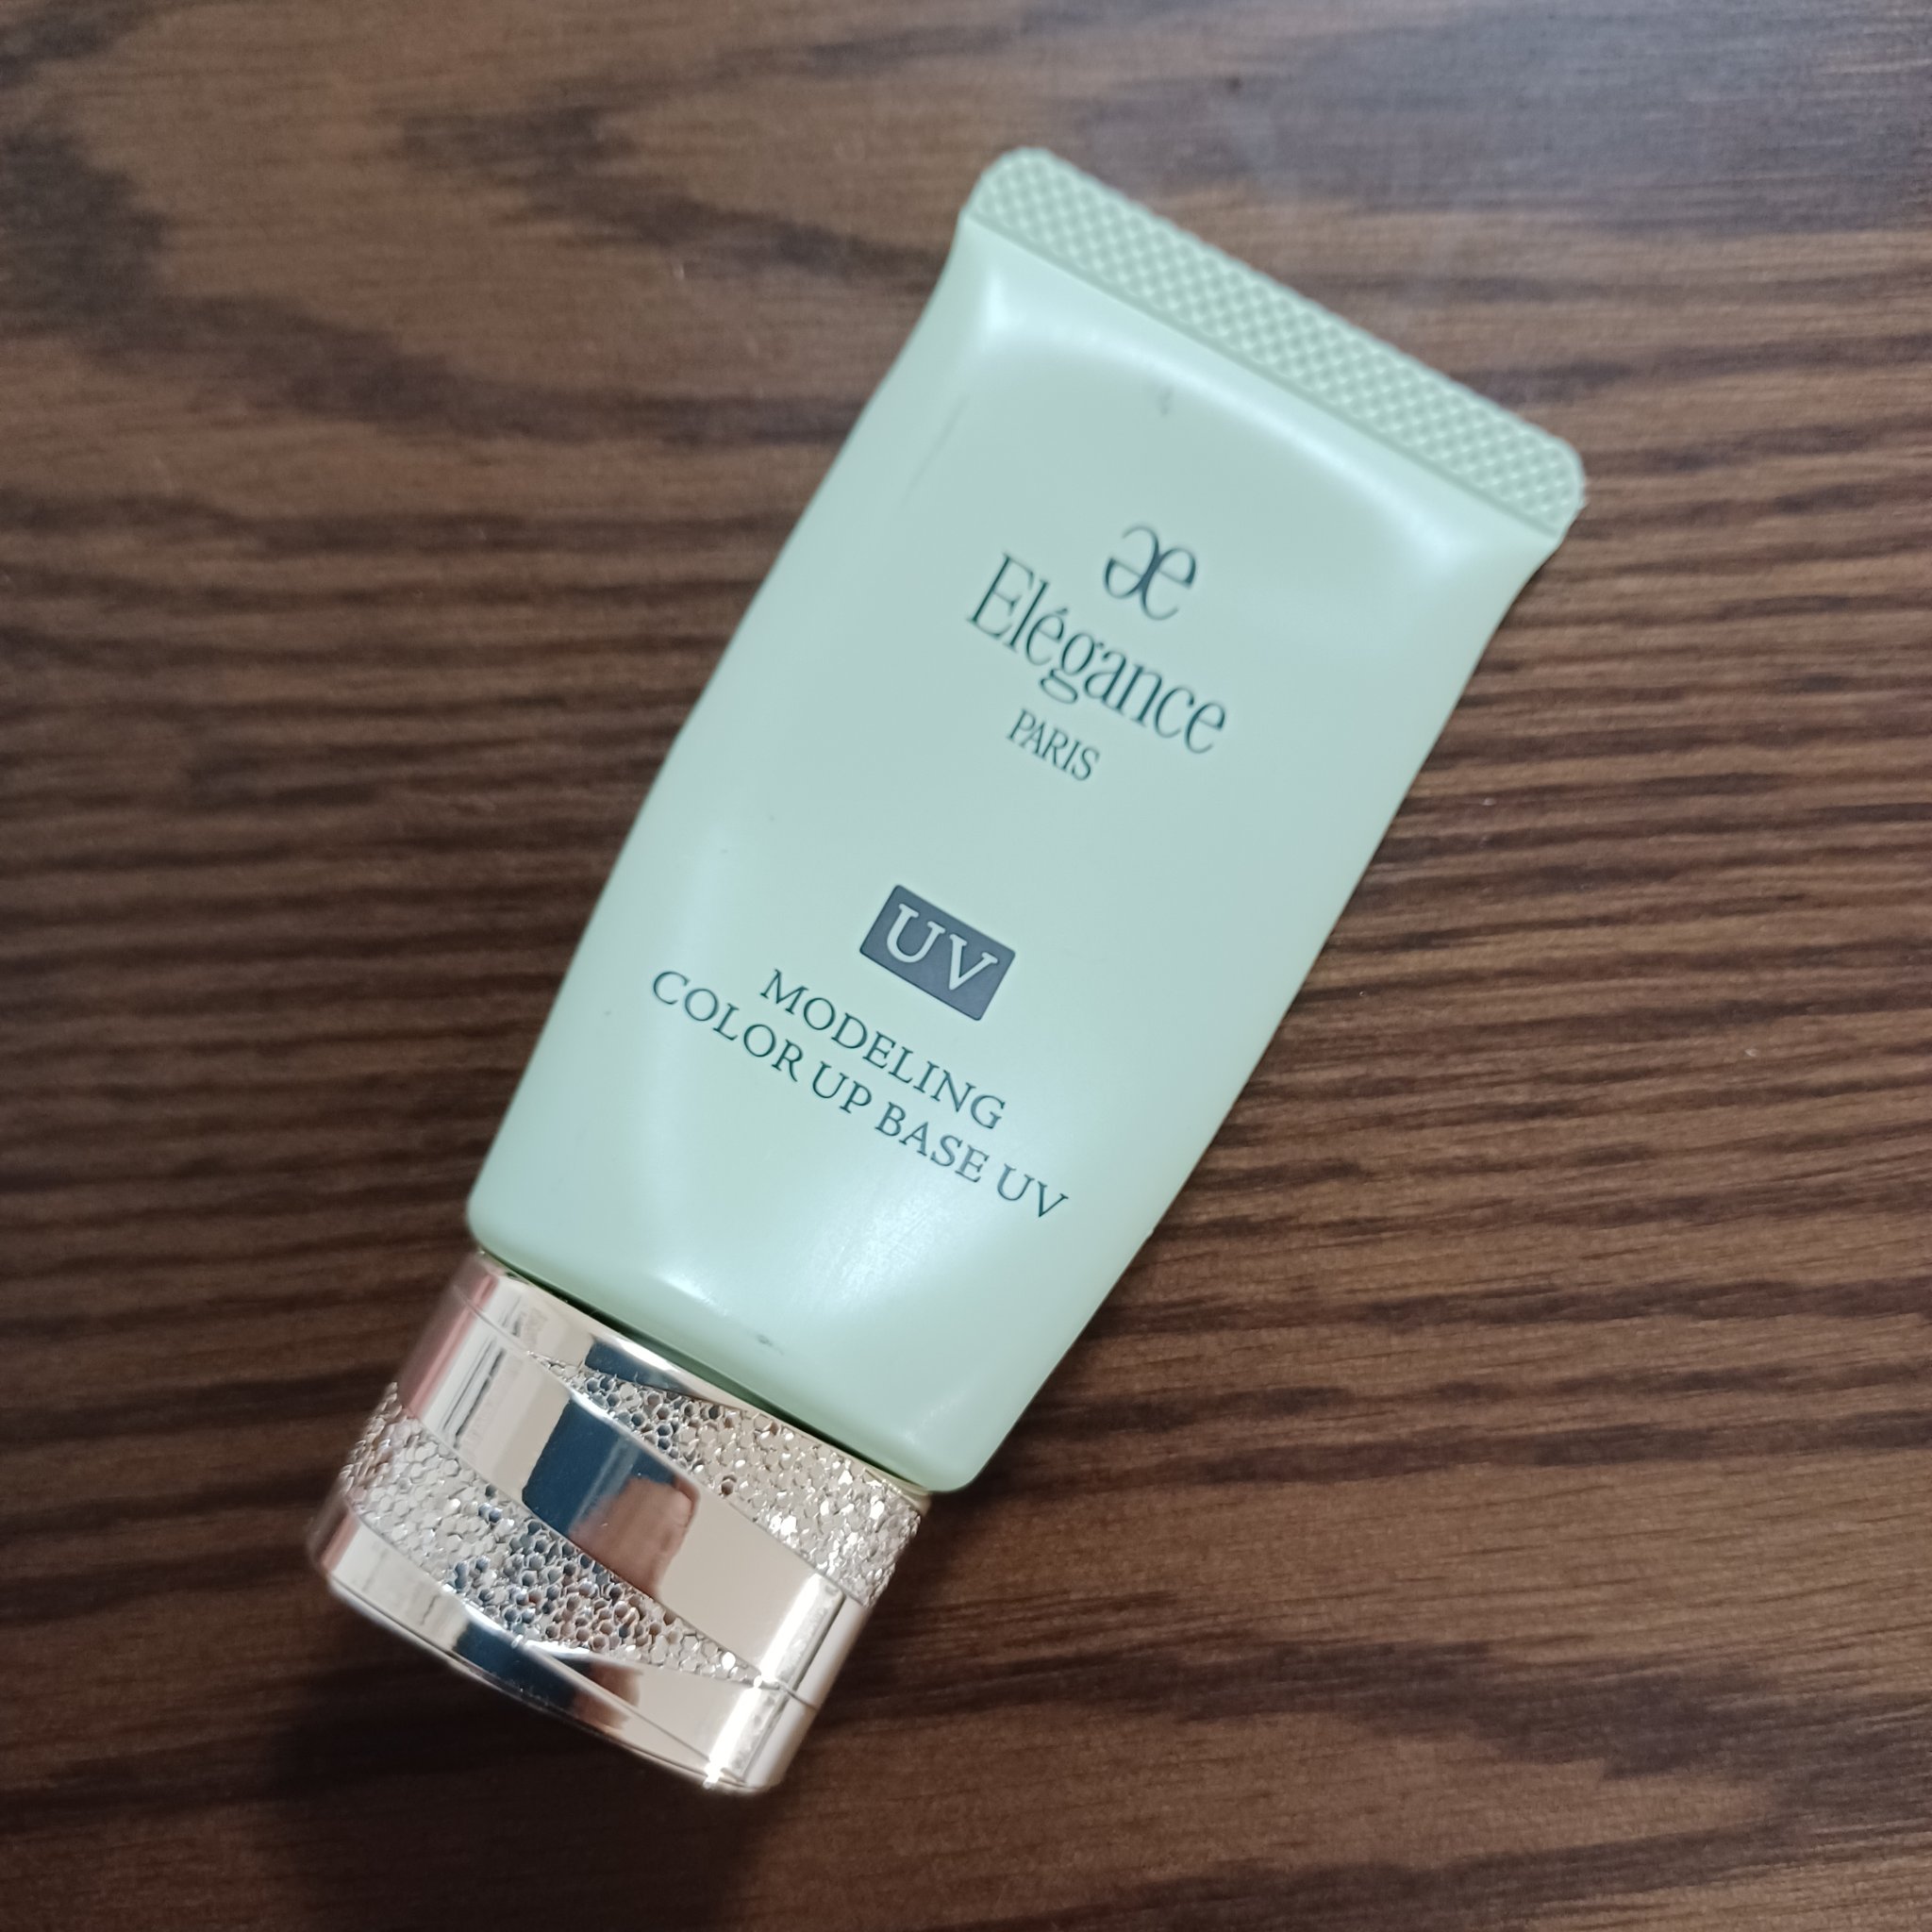 æ
Elégance
PARIS
UV
MODELING
COLOR UP BASE UV